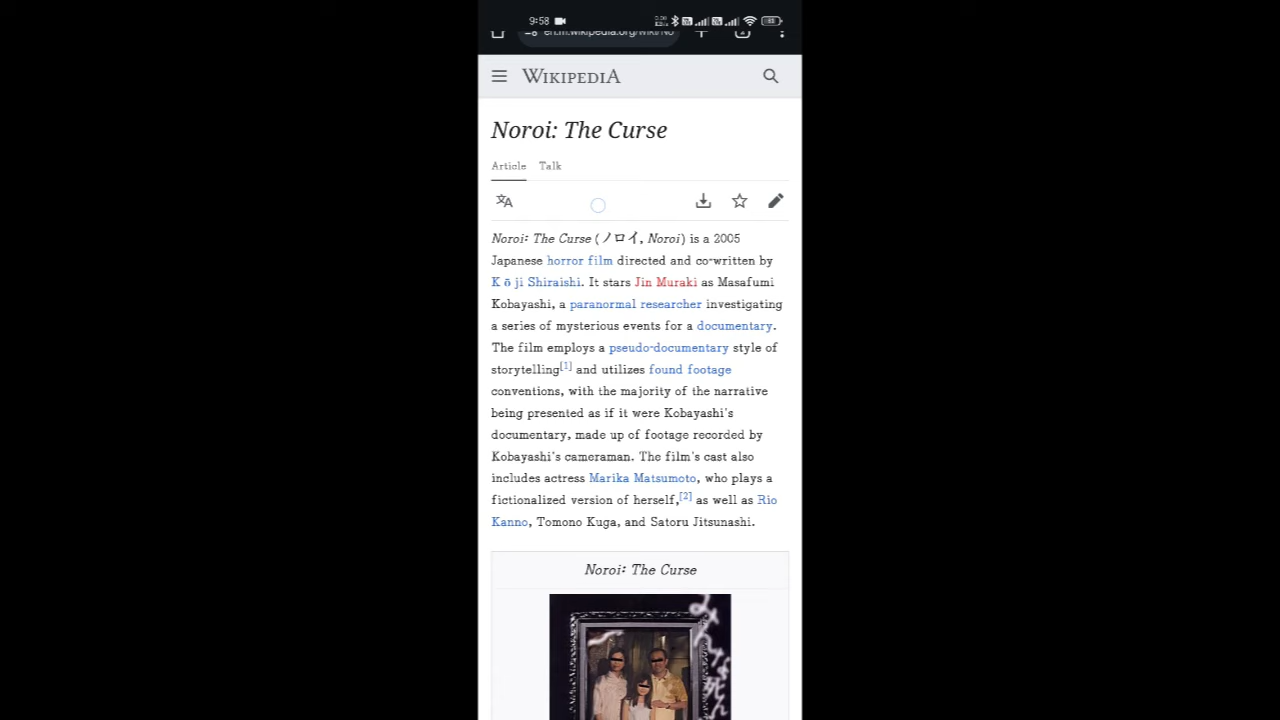 9:58
WIKIPEDIA
Noroi: The Curse
Article Talk
Noroi: The Curse (ノロイ, Noroi) is a 2005
Japanese horror film directed and co-written by
Kōji Shiraishi. It stars Jin Muraki as Masafumi
Kobayashi, a paranormal researcher investigating
a series of mysterious events for a documentary.
The film employs a pseudo-documentary style of
storytelling[1] and utilizes found footage
conventions, with the majority of the narrative
being presented as if it were Kobayashi's
documentary, made up of footage recorded by
Kobayashi's cameraman. The film's cast also
includes actress Marika Matsumoto, who plays a
fictionalized version of herself,[2] as well as Rio
Kanno, Tomono Kuga, and Satoru Jitsunashi.
Noroi: The Curse
みんな死ん